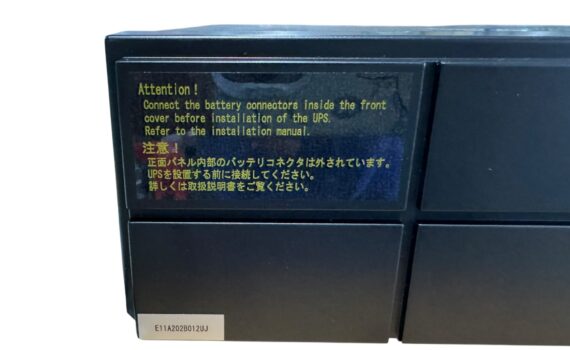 Attention!
Connect the battery connectors inside the front
cover before installation of the UPS.
Refer to the installation manual.
注意!
正面パネル内部のバッテリコネクタは外されています。
UPSを設置する前に接続してください。
詳しくは取扱説明書をご覧ください。
E11A202B012UJ